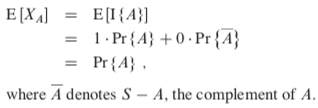 E[X_A] = E[I{A}]
= 1 · Pr{A} + 0 · Pr{A̅}
= Pr{A} ,
where A̅ denotes S − A, the complement of A.